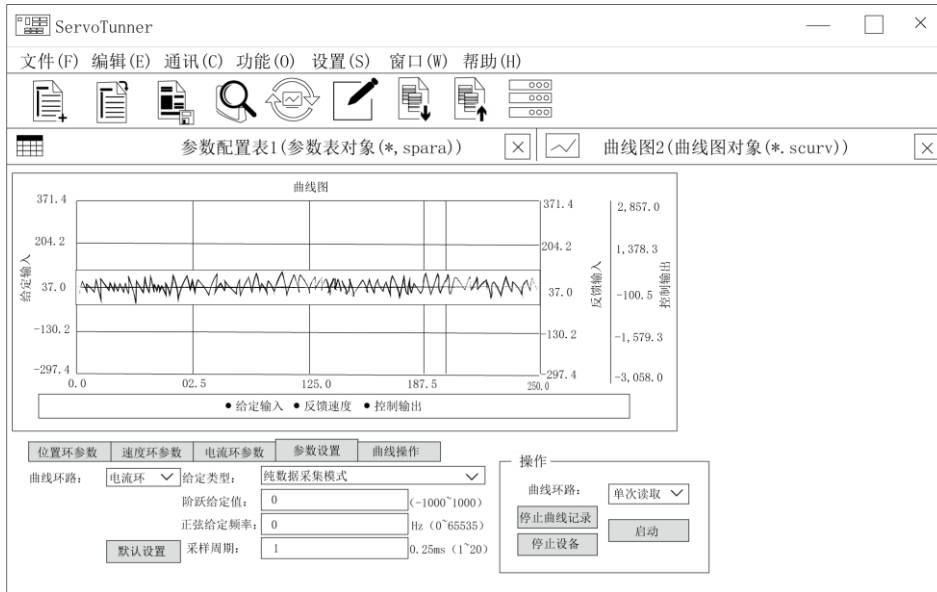 ServoTunner
文件(F) 编辑(E) 通讯(C) 功能(O) 设置(S) 窗口(W) 帮助(H)
参数配置表1(参数表对象(*,spara)) 曲线图2(曲线图对象(*.scurv))
曲线图
371.4 371.4 2,857.0
204.2 204.2 1,378.3
给定输入 37.0 37.0 反馈输入 -100.5 控制输出
-130.2 -130.2 -1,579.3
-297.4 -297.4 -3,058.0
0.0 02.5 125.0 187.5 250.0
● 给定输入 ● 反馈速度 ● 控制输出
位置环参数 速度环参数 电流环参数 参数设置 曲线操作
曲线环路: 电流环 给定类型: 纯数据采集模式
阶跃给定值: 0 (-1000~1000)
正弦给定频率: 0 Hz (0~65535)
默认设置 采样周期: 1 0.25ms (1~20)
操作
曲线环路: 单次读取
停止曲线记录 启动
停止设备